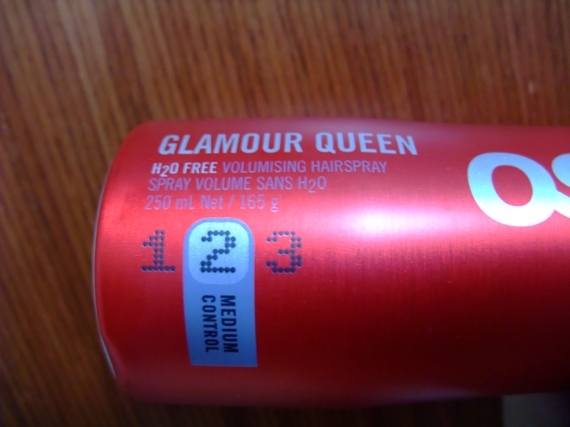 GLAMOUR QUEEN
H2O FREE VOLUMISING HAIRSPRAY
SPRAY VOLUME SANS H2O
250 mL Net / 165 g
1 2 3
MEDIUM
CONTROL